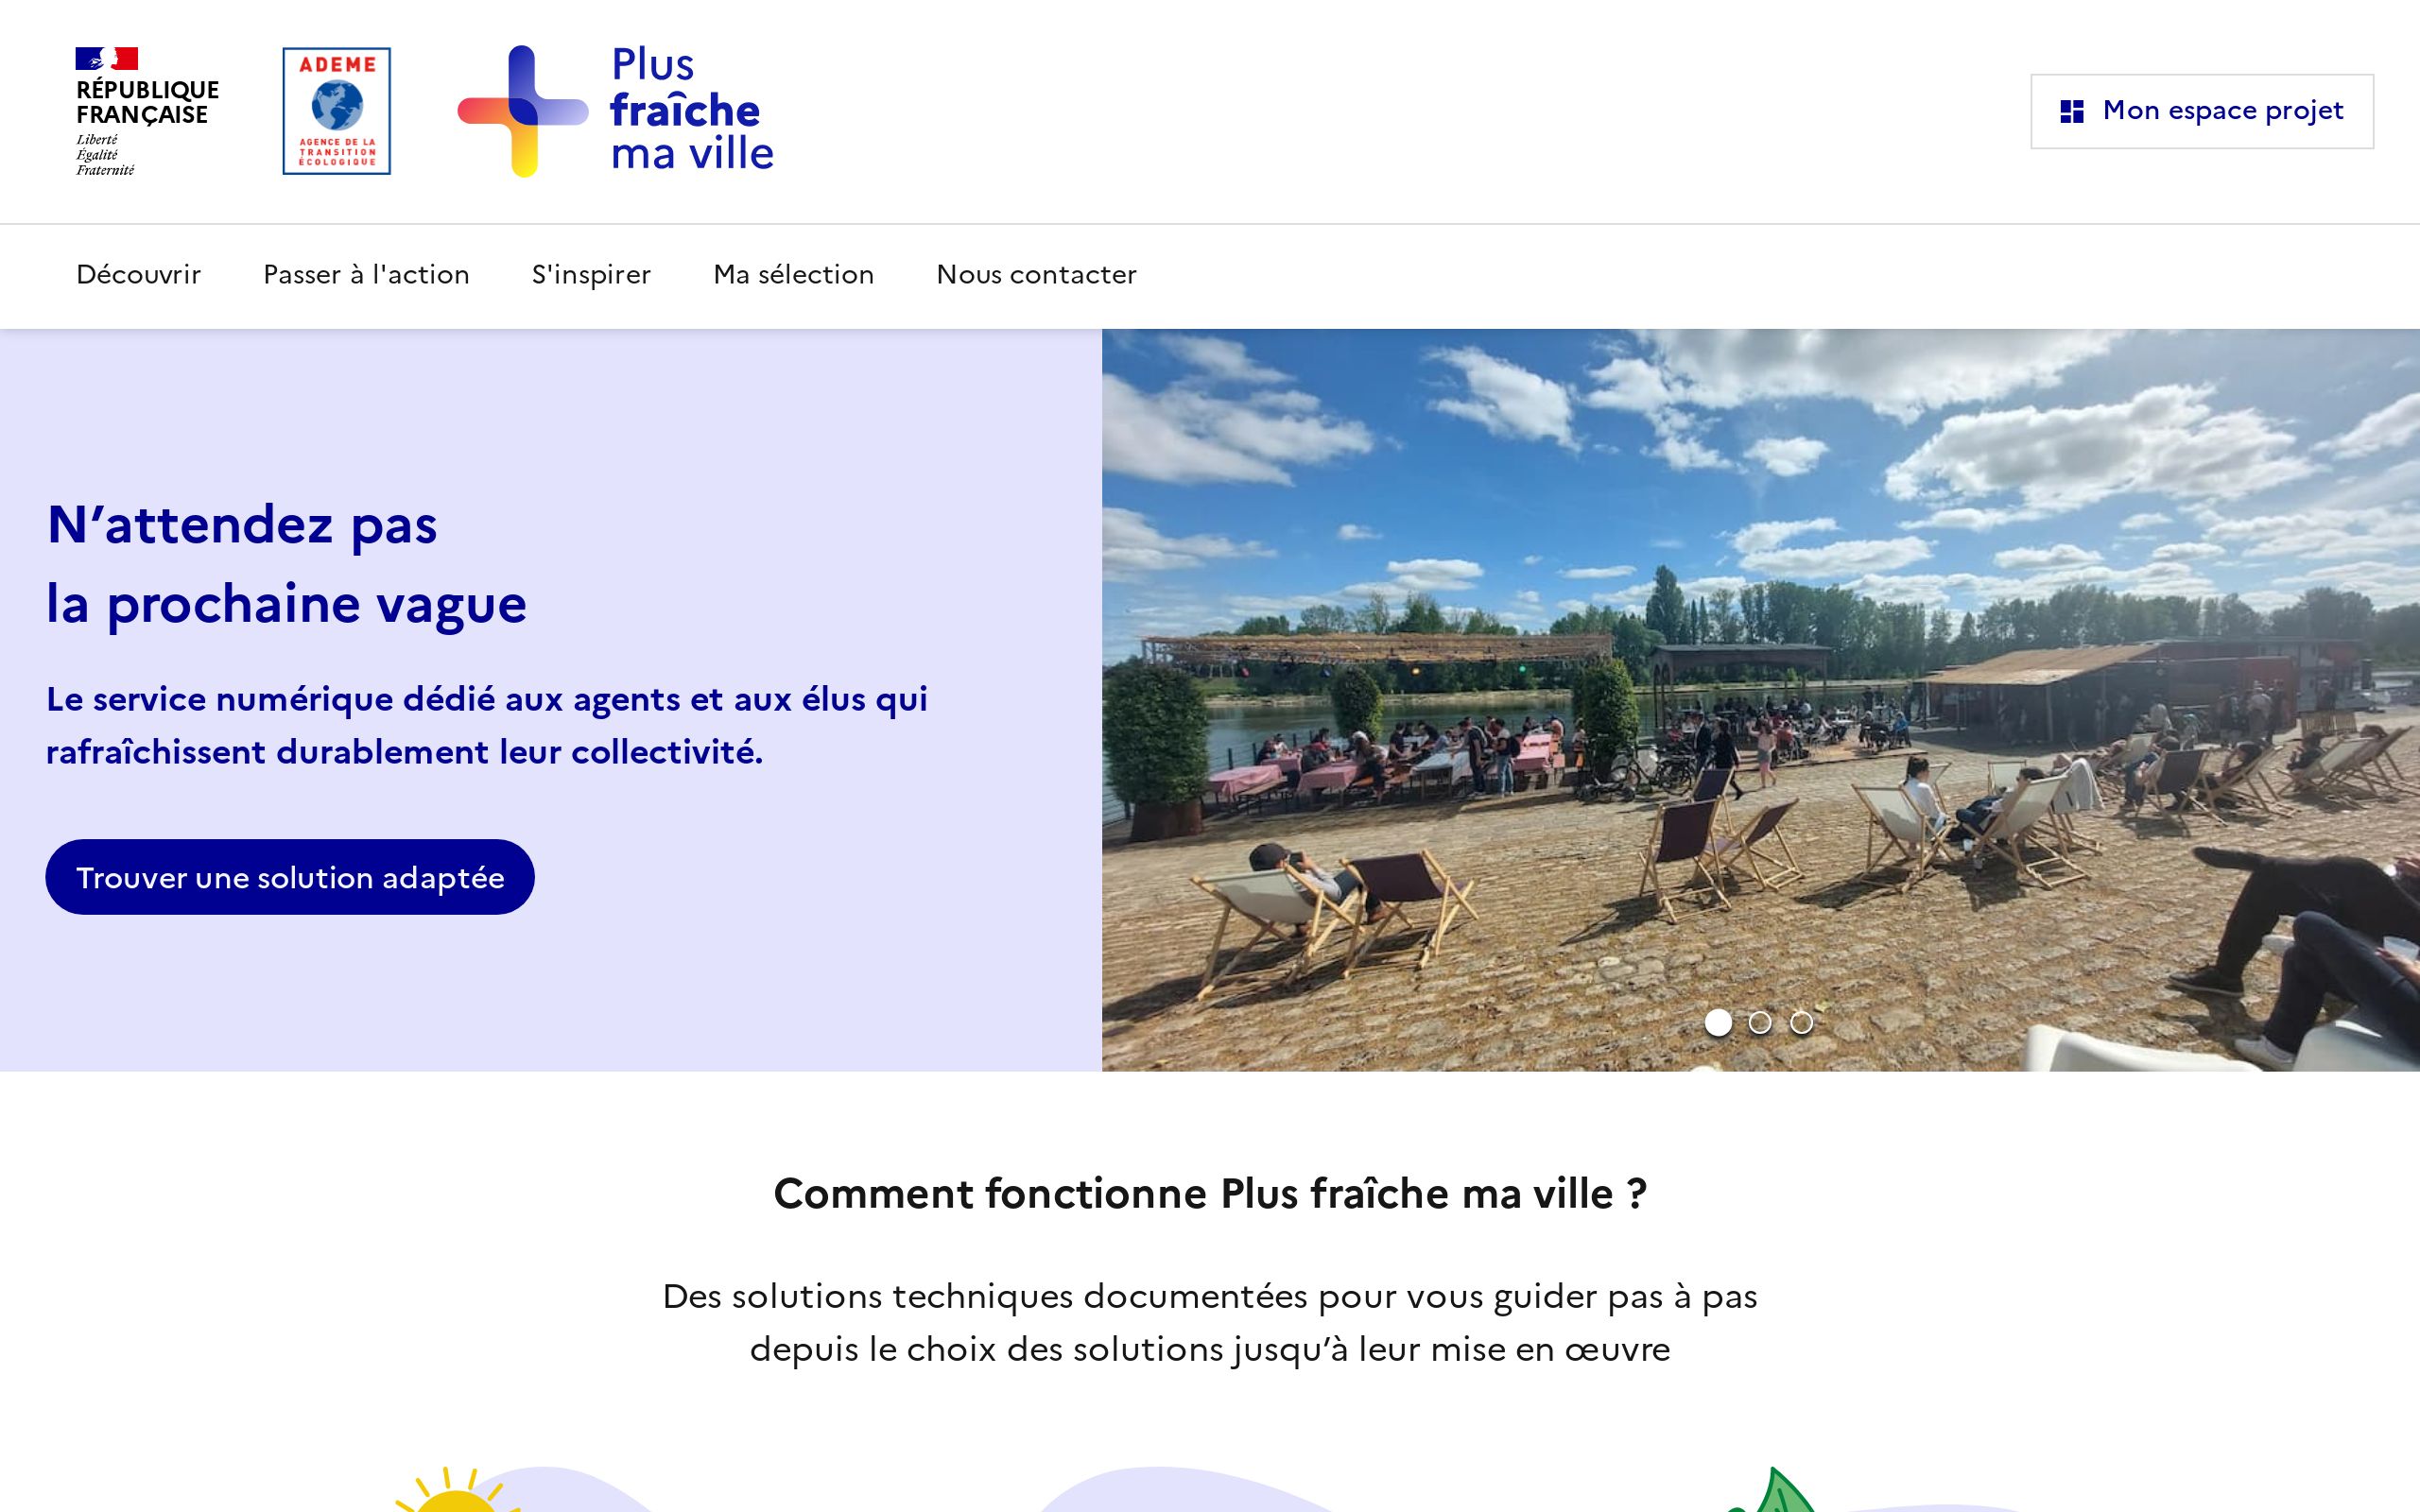 RÉPUBLIQUE
FRANÇAISE
Liberté
Égalité
Fraternité
ADEME
AGENCE DE LA
TRANSITION
ÉCOLOGIQUE
Plus
fraîche
ma ville
Mon espace projet
Découvrir
Passer à l'action
S'inspirer
Ma sélection
Nous contacter
N’attendez pas
la prochaine vague
Le service numérique dédié aux agents et aux élus qui
rafraîchissent durablement leur collectivité.
Trouver une solution adaptée
Comment fonctionne Plus fraîche ma ville ?
Des solutions techniques documentées pour vous guider pas à pas
depuis le choix des solutions jusqu’à leur mise en œuvre